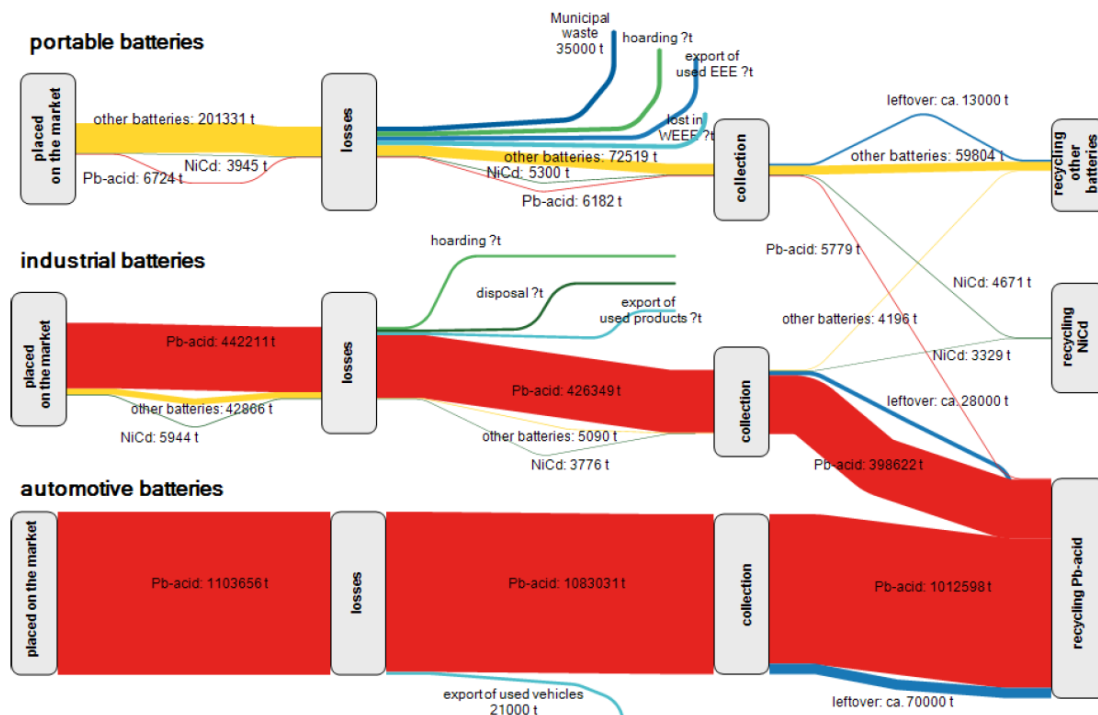 portable batteries
placed
on the market
other batteries: 201331 t
NiCd: 3945 t
Pb-acid: 6724 t
losses
Municipal
waste
35000 t
hoarding ?t
export of
used EEE ?t
lost in
WEEE ?t
other batteries: 72519 t
NiCd: 5300 t
Pb-acid: 6182 t
collection
leftover: ca. 13000 t
other batteries: 59804 t
recycling
other
batteries
Pb-acid: 5779 t
NiCd: 4671 t
industrial batteries
placed
on the market
Pb-acid: 442211 t
other batteries: 42866 t
NiCd: 5944 t
losses
hoarding ?t
disposal ?t
export of
used products ?t
Pb-acid: 426349 t
other batteries: 5090 t
NiCd: 3776 t
collection
other batteries: 4196 t
NiCd: 3329 t
leftover: ca. 28000 t
Pb-acid: 398622 t
recycling
NiCd
automotive batteries
placed on the market
Pb-acid: 1103656 t
losses
Pb-acid: 1083031 t
export of used vehicles
21000 t
collection
Pb-acid: 1012598 t
leftover: ca. 70000 t
recycling Pb-acid